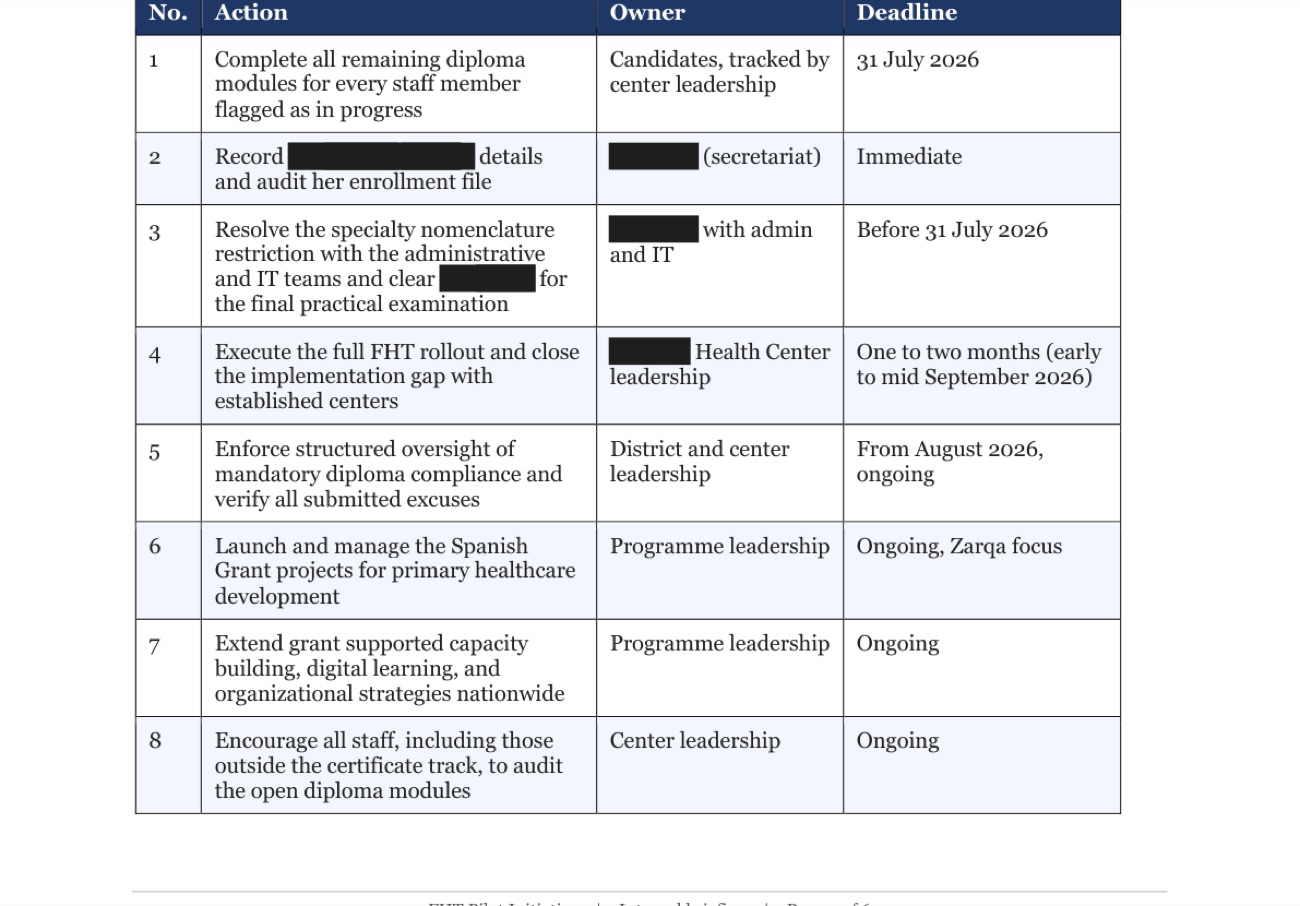 No. Action Owner Deadline
1 Complete all remaining diploma Candidates, tracked by 31 July 2026
modules for every staff member center leadership
flagged as in progress
2 Record details (secretariat) Immediate
and audit her enrollment file
3 Resolve the specialty nomenclature with admin Before 31 July 2026
restriction with the administrative and IT
and IT teams and clear for
the final practical examination
4 Execute the full FHT rollout and close Health Center One to two months (early
the implementation gap with leadership to mid September 2026)
established centers
5 Enforce structured oversight of District and center From August 2026,
mandatory diploma compliance and leadership ongoing
verify all submitted excuses
6 Launch and manage the Spanish Programme leadership Ongoing, Zarqa focus
Grant projects for primary healthcare
development
7 Extend grant supported capacity Programme leadership Ongoing
building, digital learning, and
organizational strategies nationwide
8 Encourage all staff, including those Center leadership Ongoing
outside the certificate track, to audit
the open diploma modules